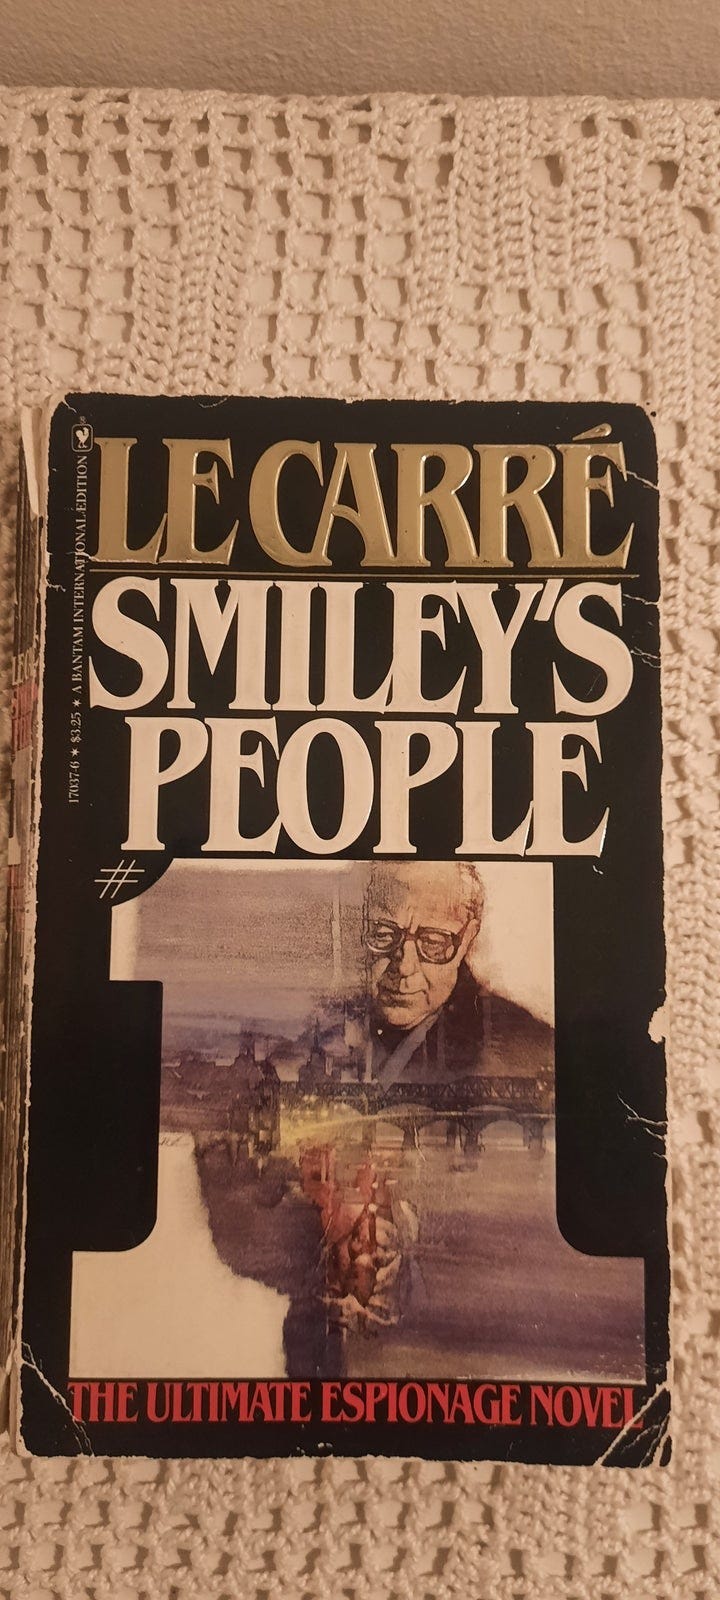 LE CARRÉ
SMILEY'S
PEOPLE
#1
THE ULTIMATE ESPIONAGE NOVEL
17037-6 ★ $3.25 ★ A BANTAM INTERNATIONAL EDITION